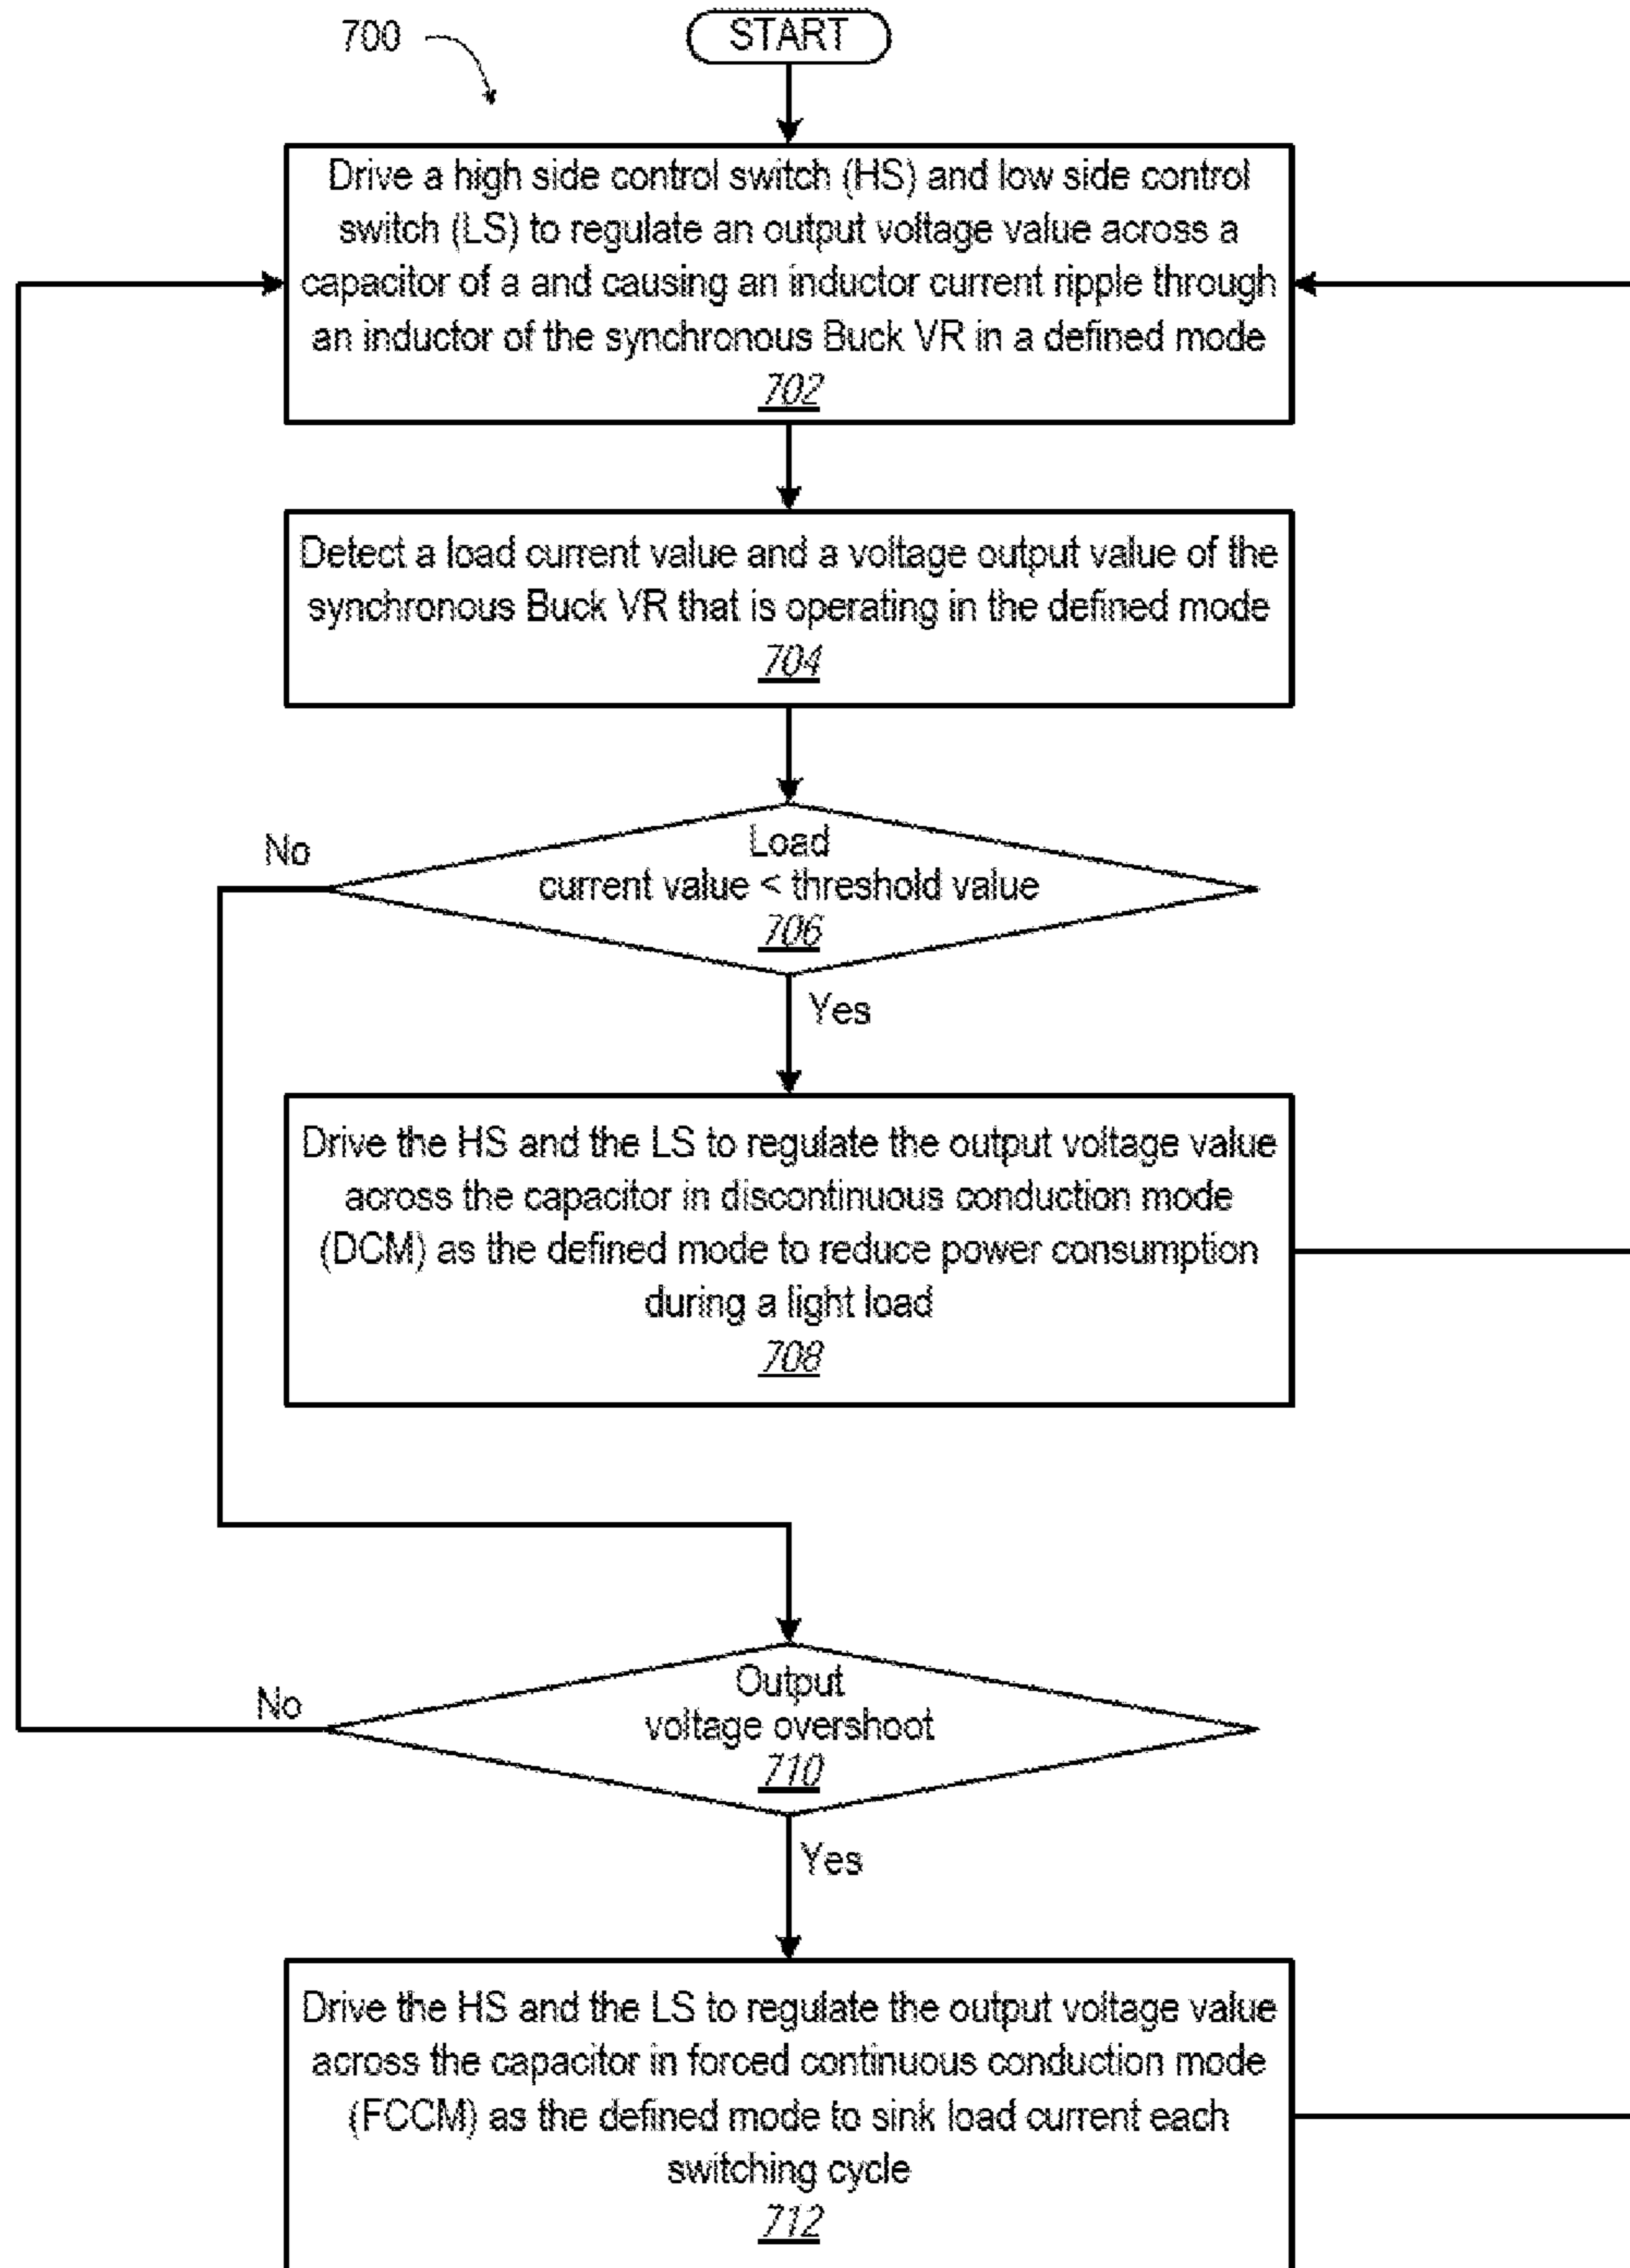 700
START
Drive a high side control switch (HS) and low side control
switch (LS) to regulate an output voltage value across a
capacitor of a and causing an inductor current ripple through
an inductor of the synchronous Buck VR in a defined mode
702
Detect a load current value and a voltage output value of the
synchronous Buck VR that is operating in the defined mode
704
No
Load
current value < threshold value
706
Yes
Drive the HS and the LS to regulate the output voltage value
across the capacitor in discontinuous conduction mode
(DCM) as the defined mode to reduce power consumption
during a light load
708
No
Output
voltage overshoot
710
Yes
Drive the HS and the LS to regulate the output voltage value
across the capacitor in forced continuous conduction mode
(FCCM) as the defined mode to sink load current each
switching cycle
712